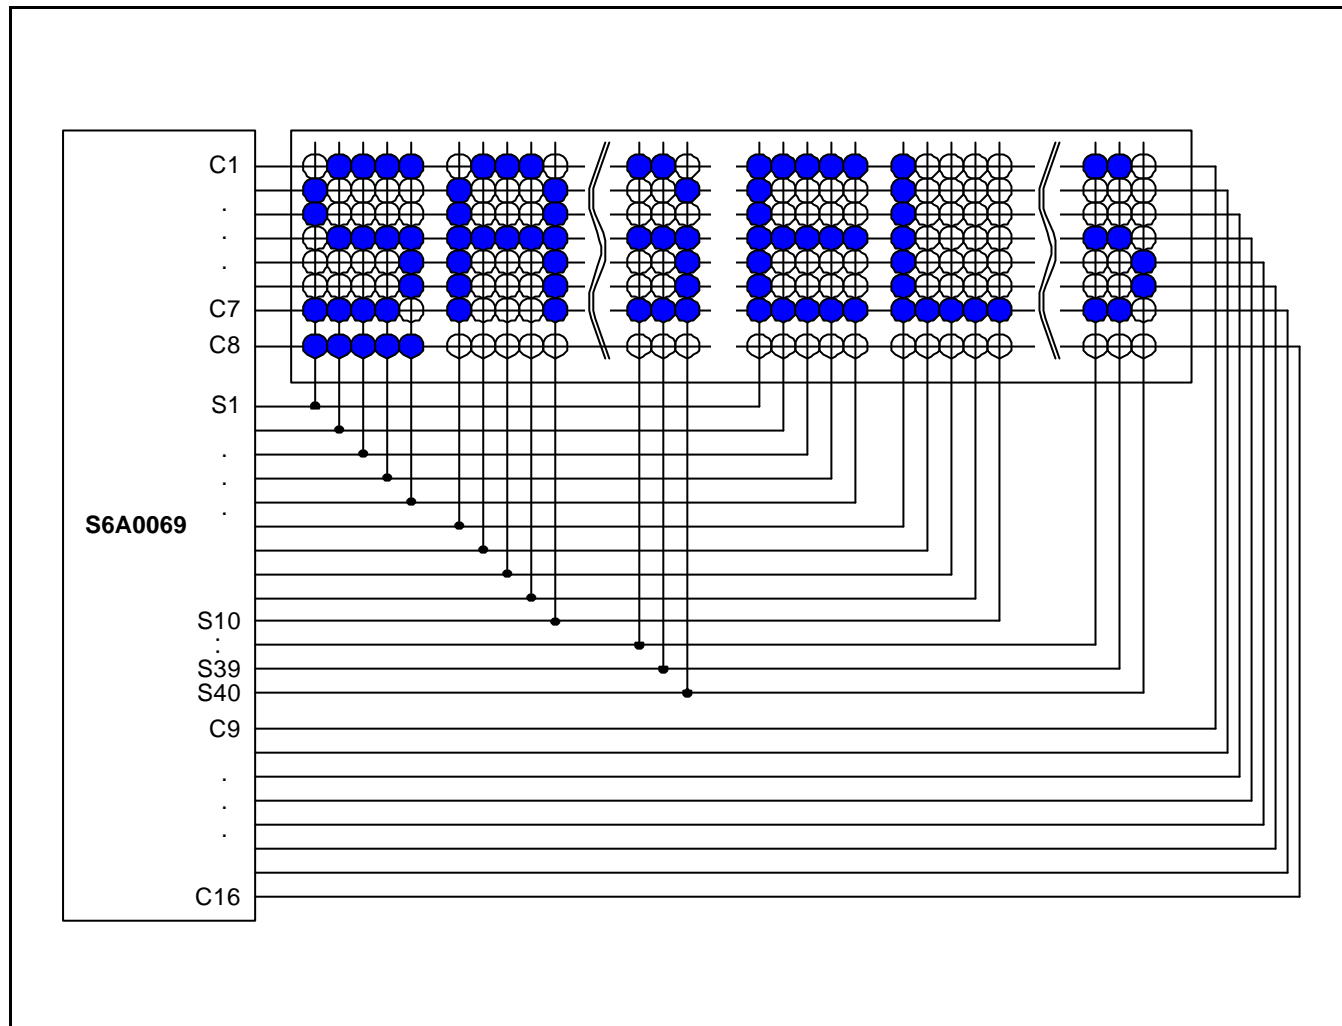 C1
.
.
.
C7
C8
S1
.
.
.
S6A0069
S10
:
S39
S40
C9
.
.
.
C16
S A
E L